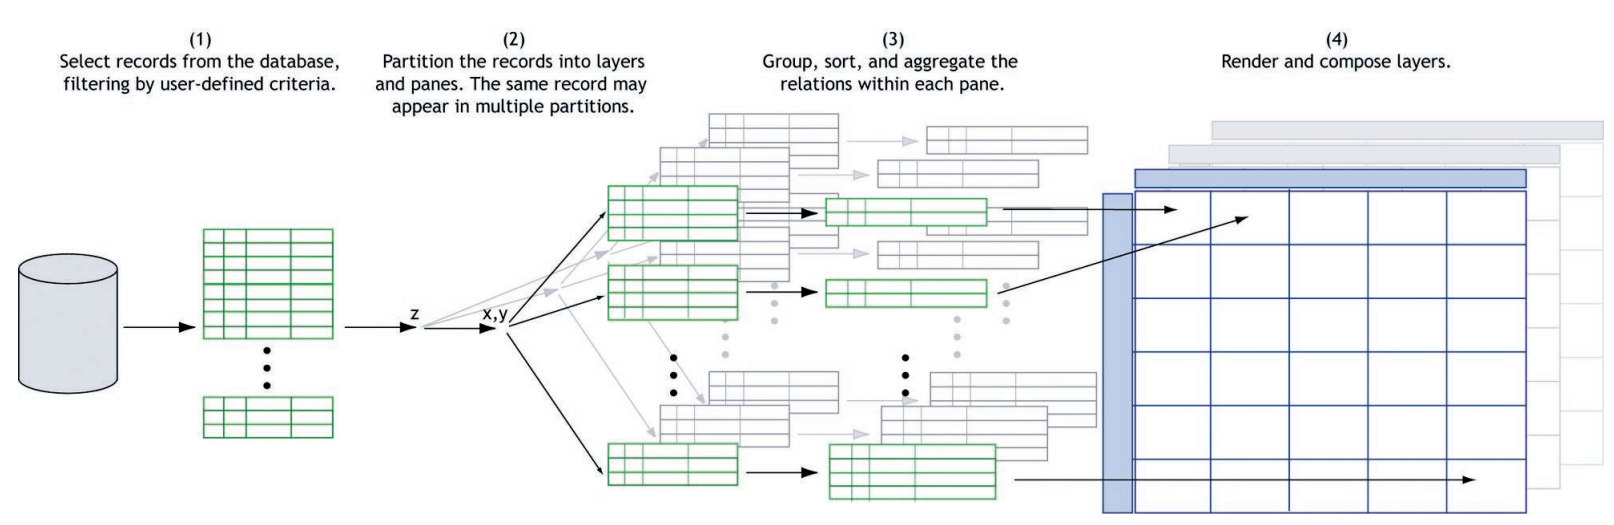 (1)
Select records from the database,
filtering by user-defined criteria.
(2)
Partition the records into layers
and panes. The same record may
appear in multiple partitions.
(3)
Group, sort, and aggregate the
relations within each pane.
(4)
Render and compose layers.
z
x,y